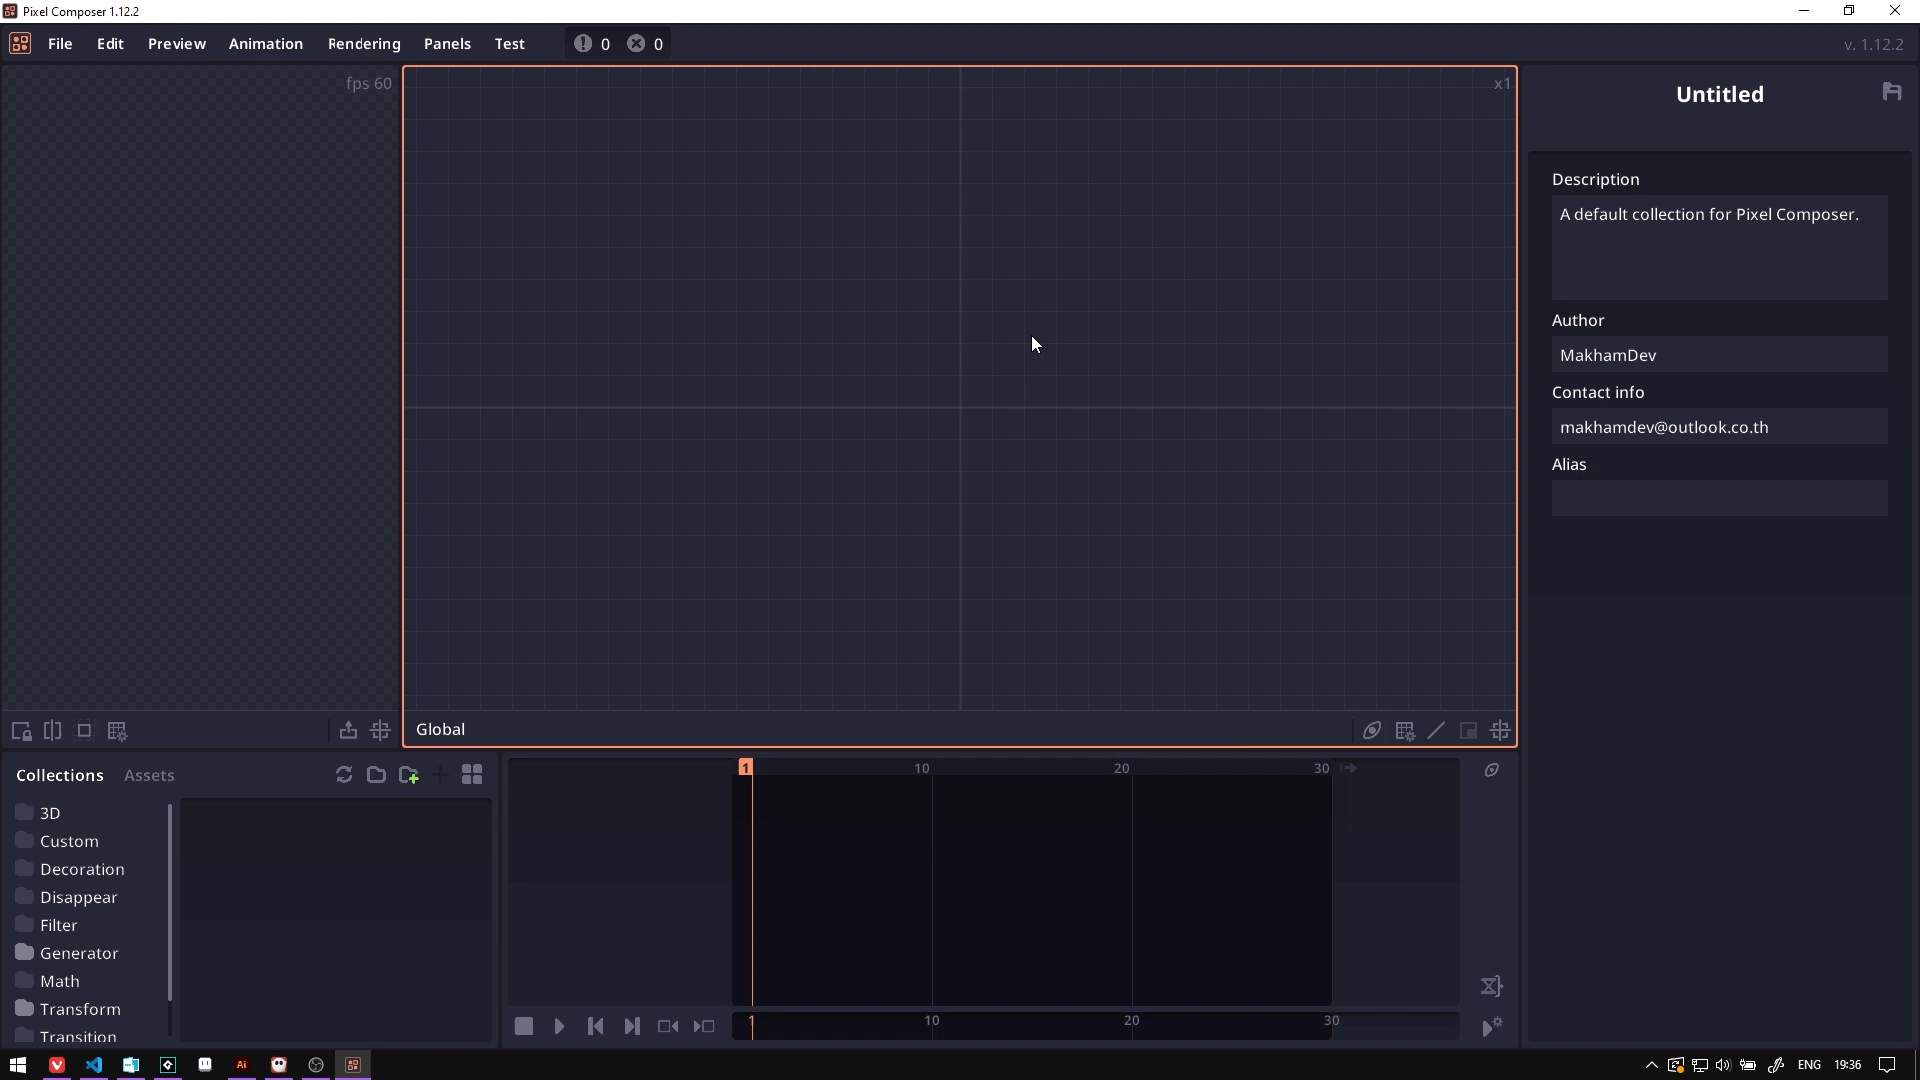 Pixel Composer 1.12.2
File Edit Preview Animation Rendering Panels Test 0 0 v. 1.12.2
fps 60
x1
Untitled
Description
A default collection for Pixel Composer.
Author
MakhamDev
Contact info
makhamdev@outlook.co.th
Alias
Global
Collections Assets
3D
Custom
Decoration
Disappear
Filter
Generator
Math
Transform
Transition
1 10 20 30
1 10 20 30
Ai
ENG 19:36